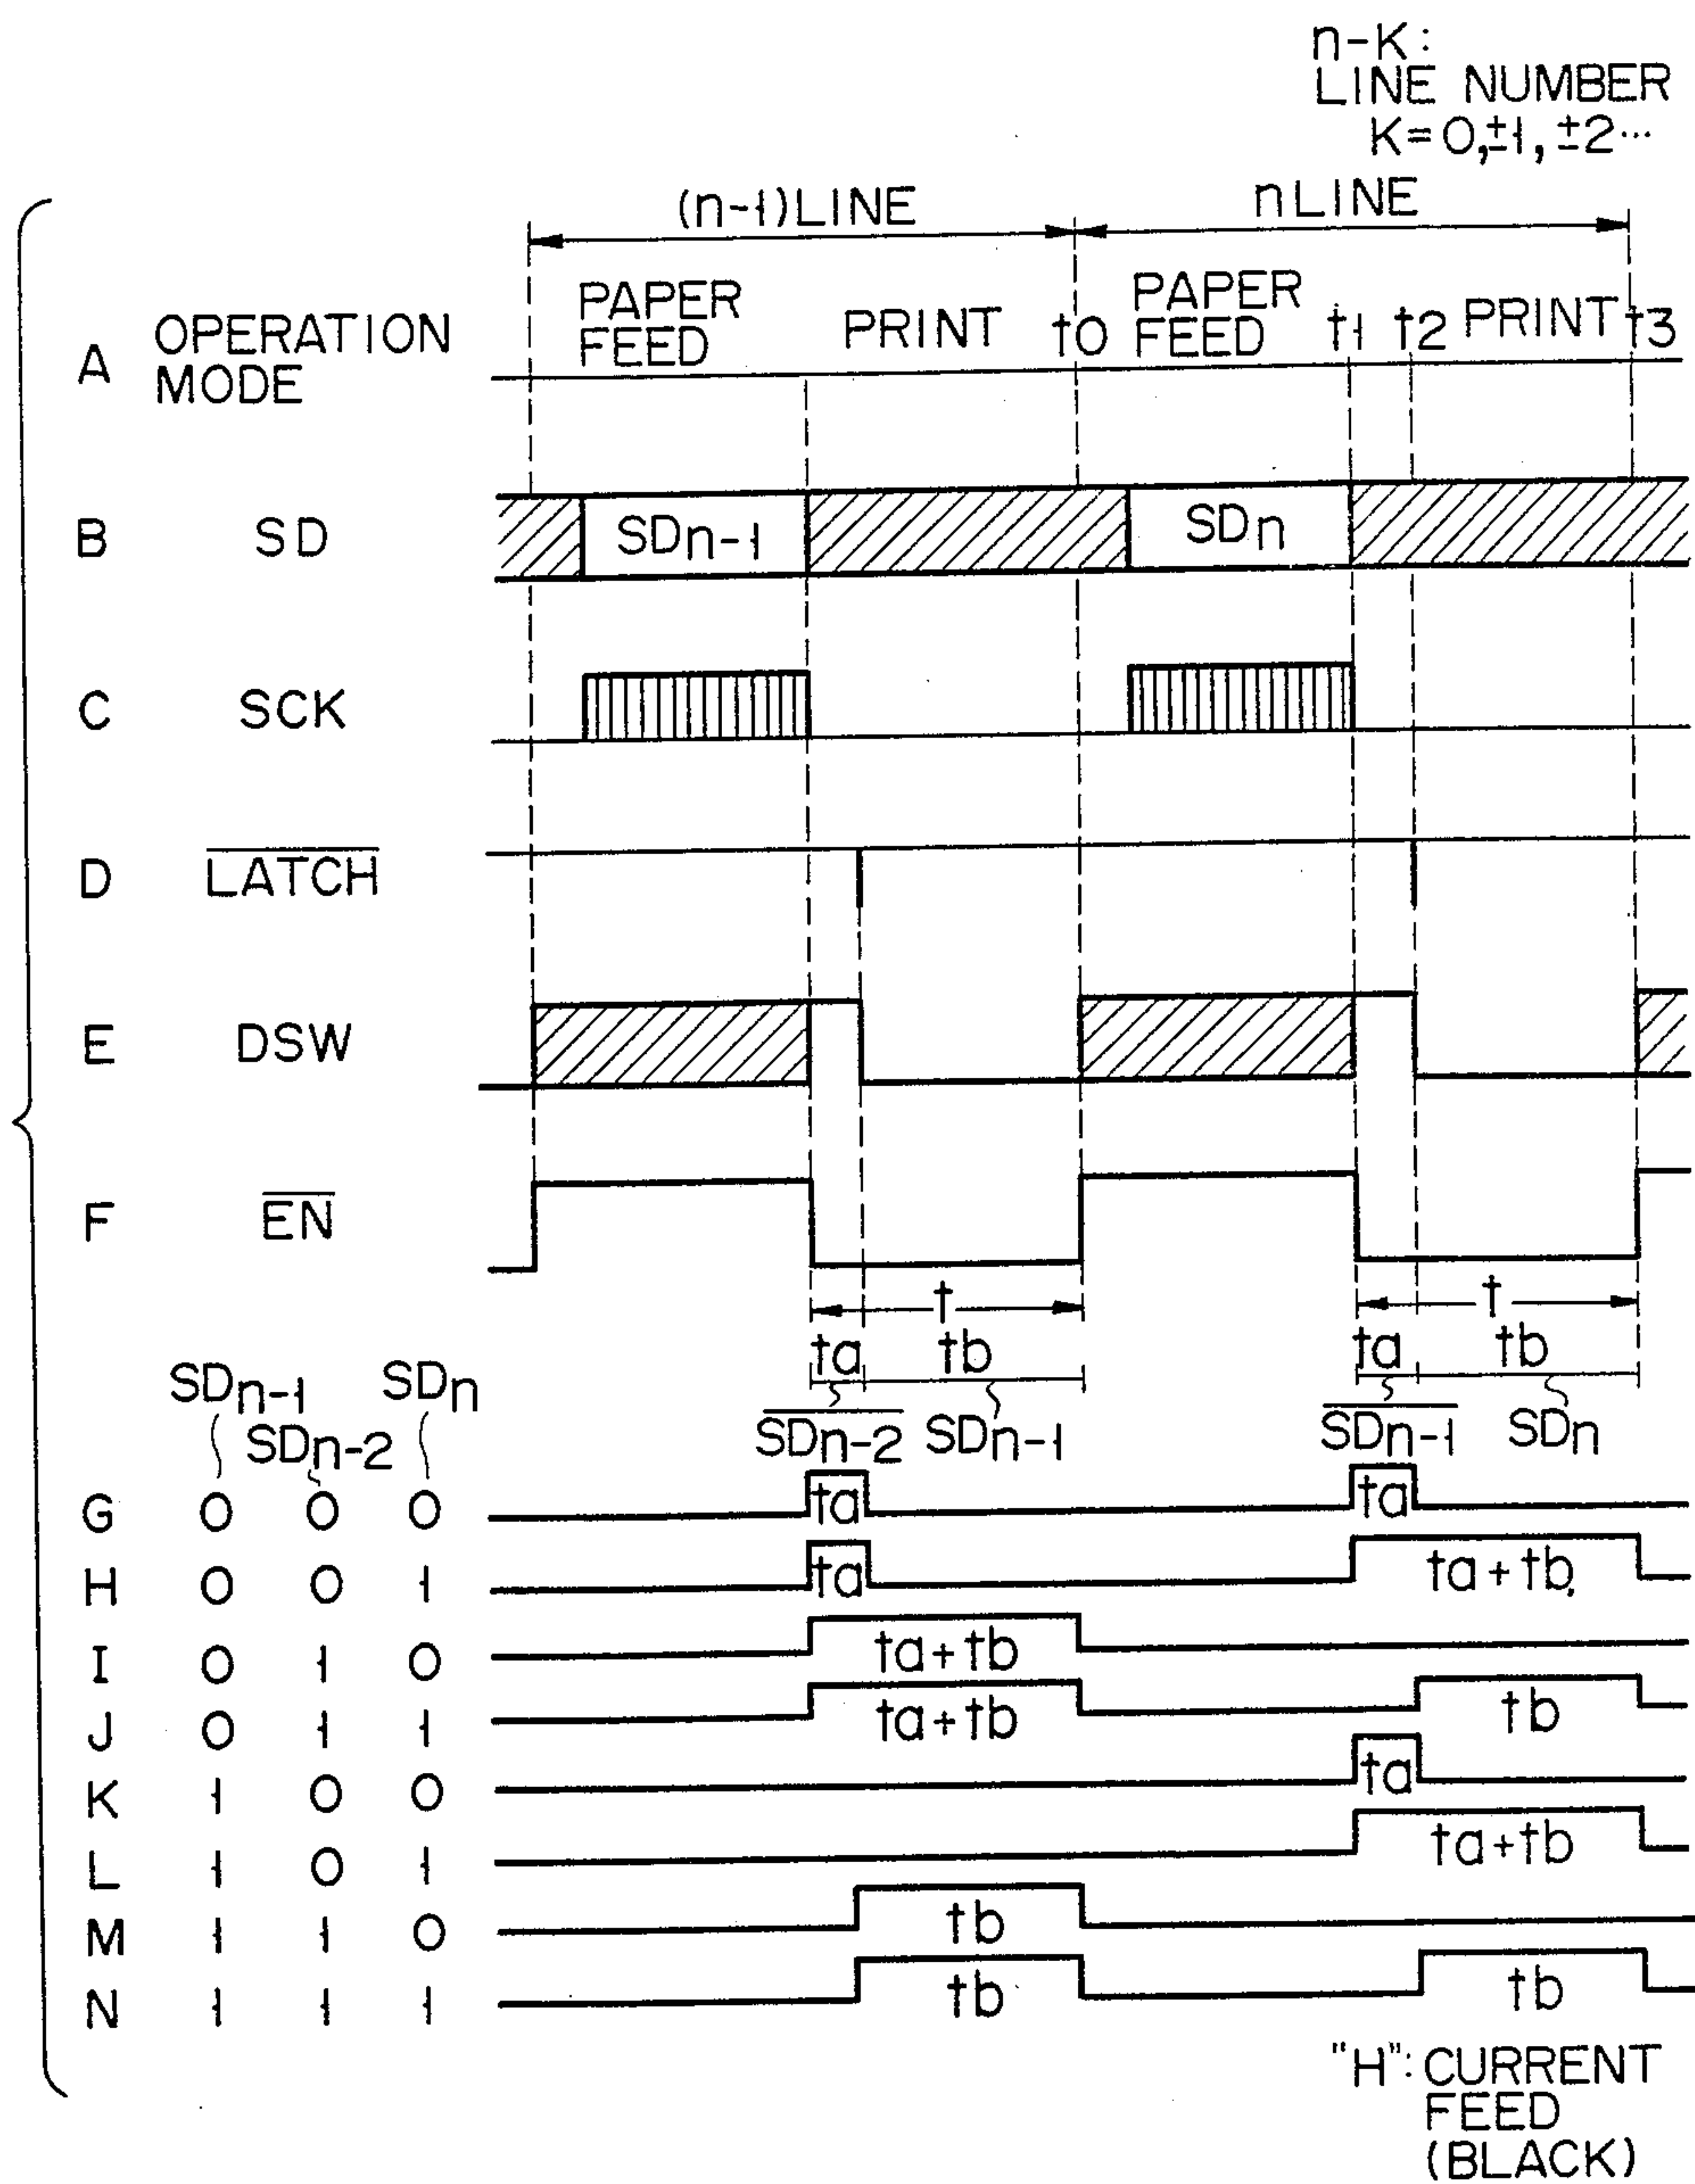 n-K:
LINE NUMBER
K=0,±1,±2···
(n-1)LINE
nLINE
A OPERATION MODE
PAPER FEED
PRINT
t0
PAPER FEED
t1
t2
PRINT
t3
B SD
SDn-1
SDn
C SCK
D L̅A̅T̅C̅H̅
E DSW
F E̅N̅
t
t
ta tb
ta tb
S̅D̅n̅-̅2̅ SDn-1
S̅D̅n̅-̅1̅ SDn
SDn-1
SDn-2
SDn
G 0 0 0 ta ta
H 0 0 1 ta ta+tb
I 0 1 0 ta+tb
J 0 1 1 ta+tb tb
K 1 0 0 ta
L 1 0 1 ta+tb
M 1 1 0 tb
N 1 1 1 tb tb
"H": CURRENT
FEED
(BLACK)